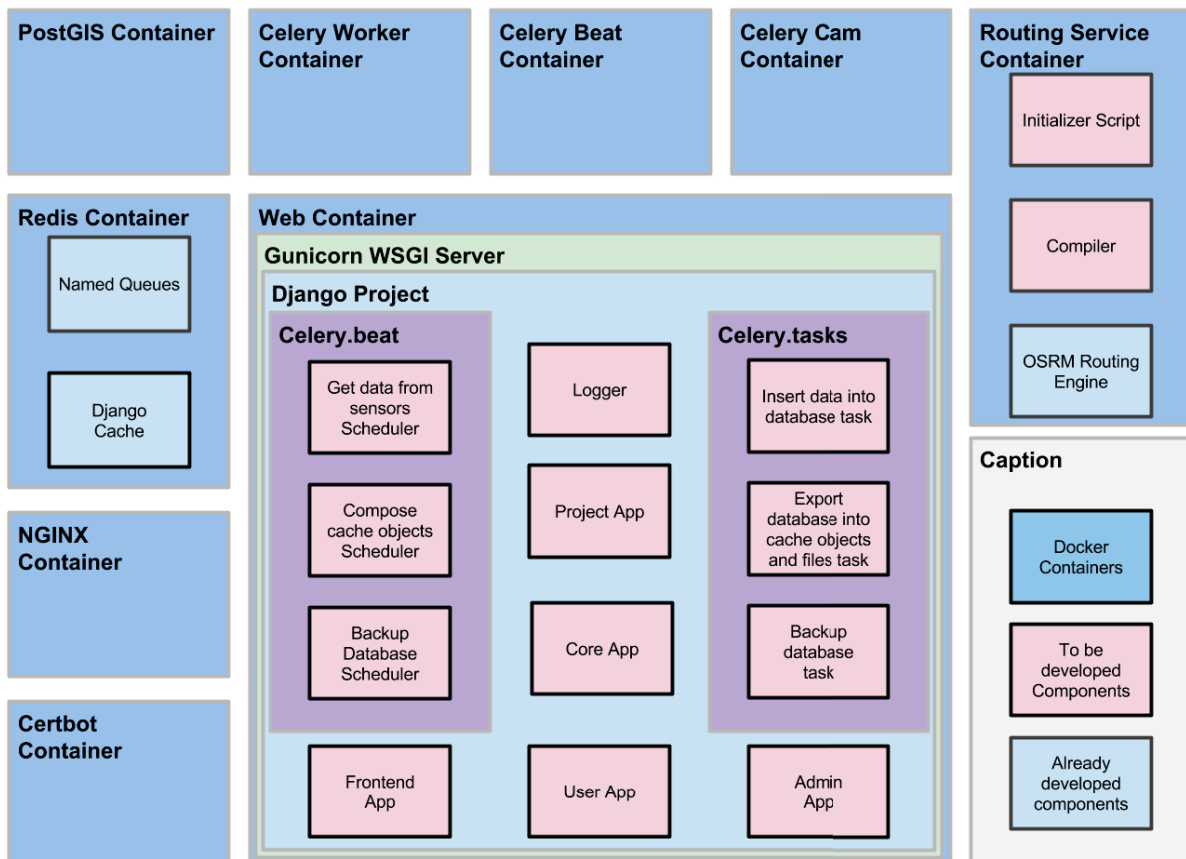 PostGIS Container
Celery Worker
Container
Celery Beat
Container
Celery Cam
Container
Routing Service
Container
Initializer Script
Compiler
OSRM Routing
Engine
Redis Container
Named Queues
Django
Cache
Web Container
Gunicorn WSGI Server
Django Project
Celery.beat
Get data from
sensors
Scheduler
Compose
cache objects
Scheduler
Backup
Database
Scheduler
Logger
Project App
Core App
Celery.tasks
Insert data into
database task
Export
database into
cache objects
and files task
Backup
database
task
Frontend
App
User App
Admin
App
NGINX
Container
Certbot
Container
Caption
Docker
Containers
To be
developed
Components
Already
developed
components